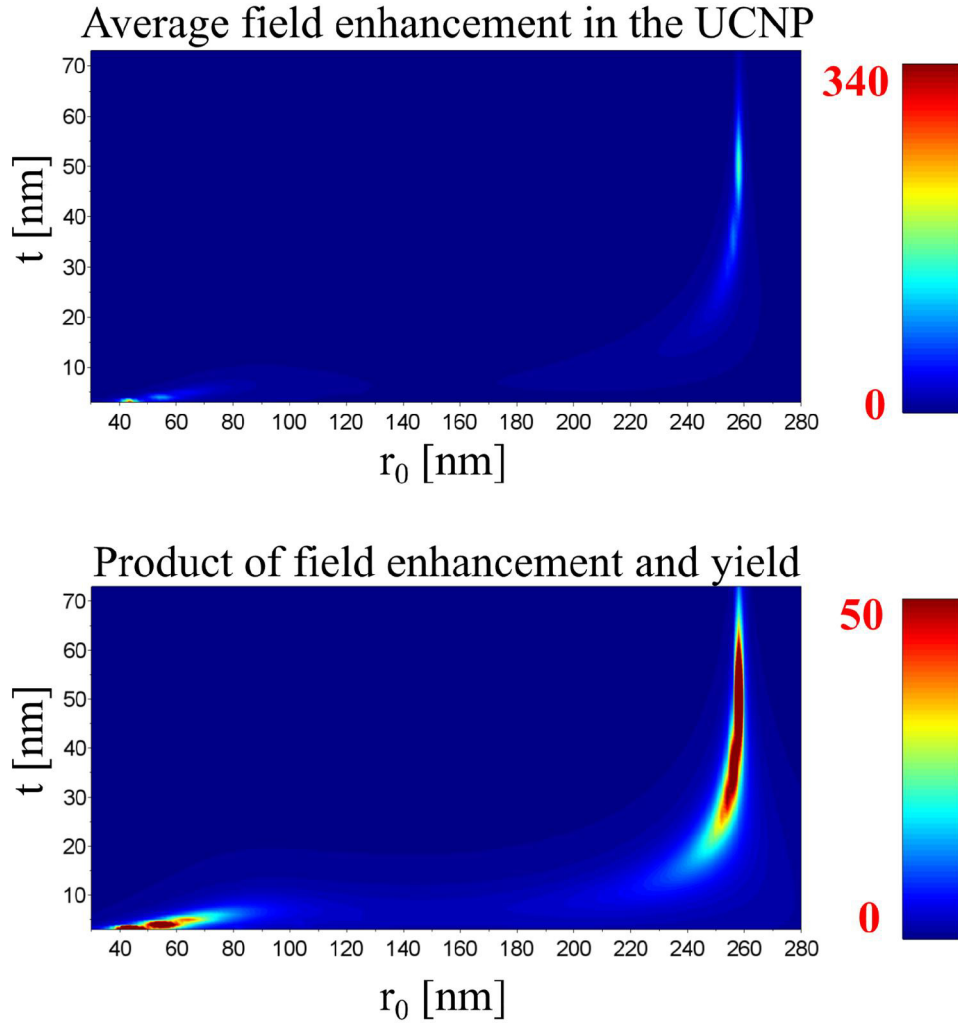 Average field enhancement in the UCNP
70
60
50
40
30
20
10
t [nm]
40 60 80 100 120 140 160 180 200 220 240 260 280
r₀ [nm]
340
0
Product of field enhancement and yield
70
60
50
40
30
20
10
t [nm]
40 60 80 100 120 140 160 180 200 220 240 260 280
r₀ [nm]
50
0